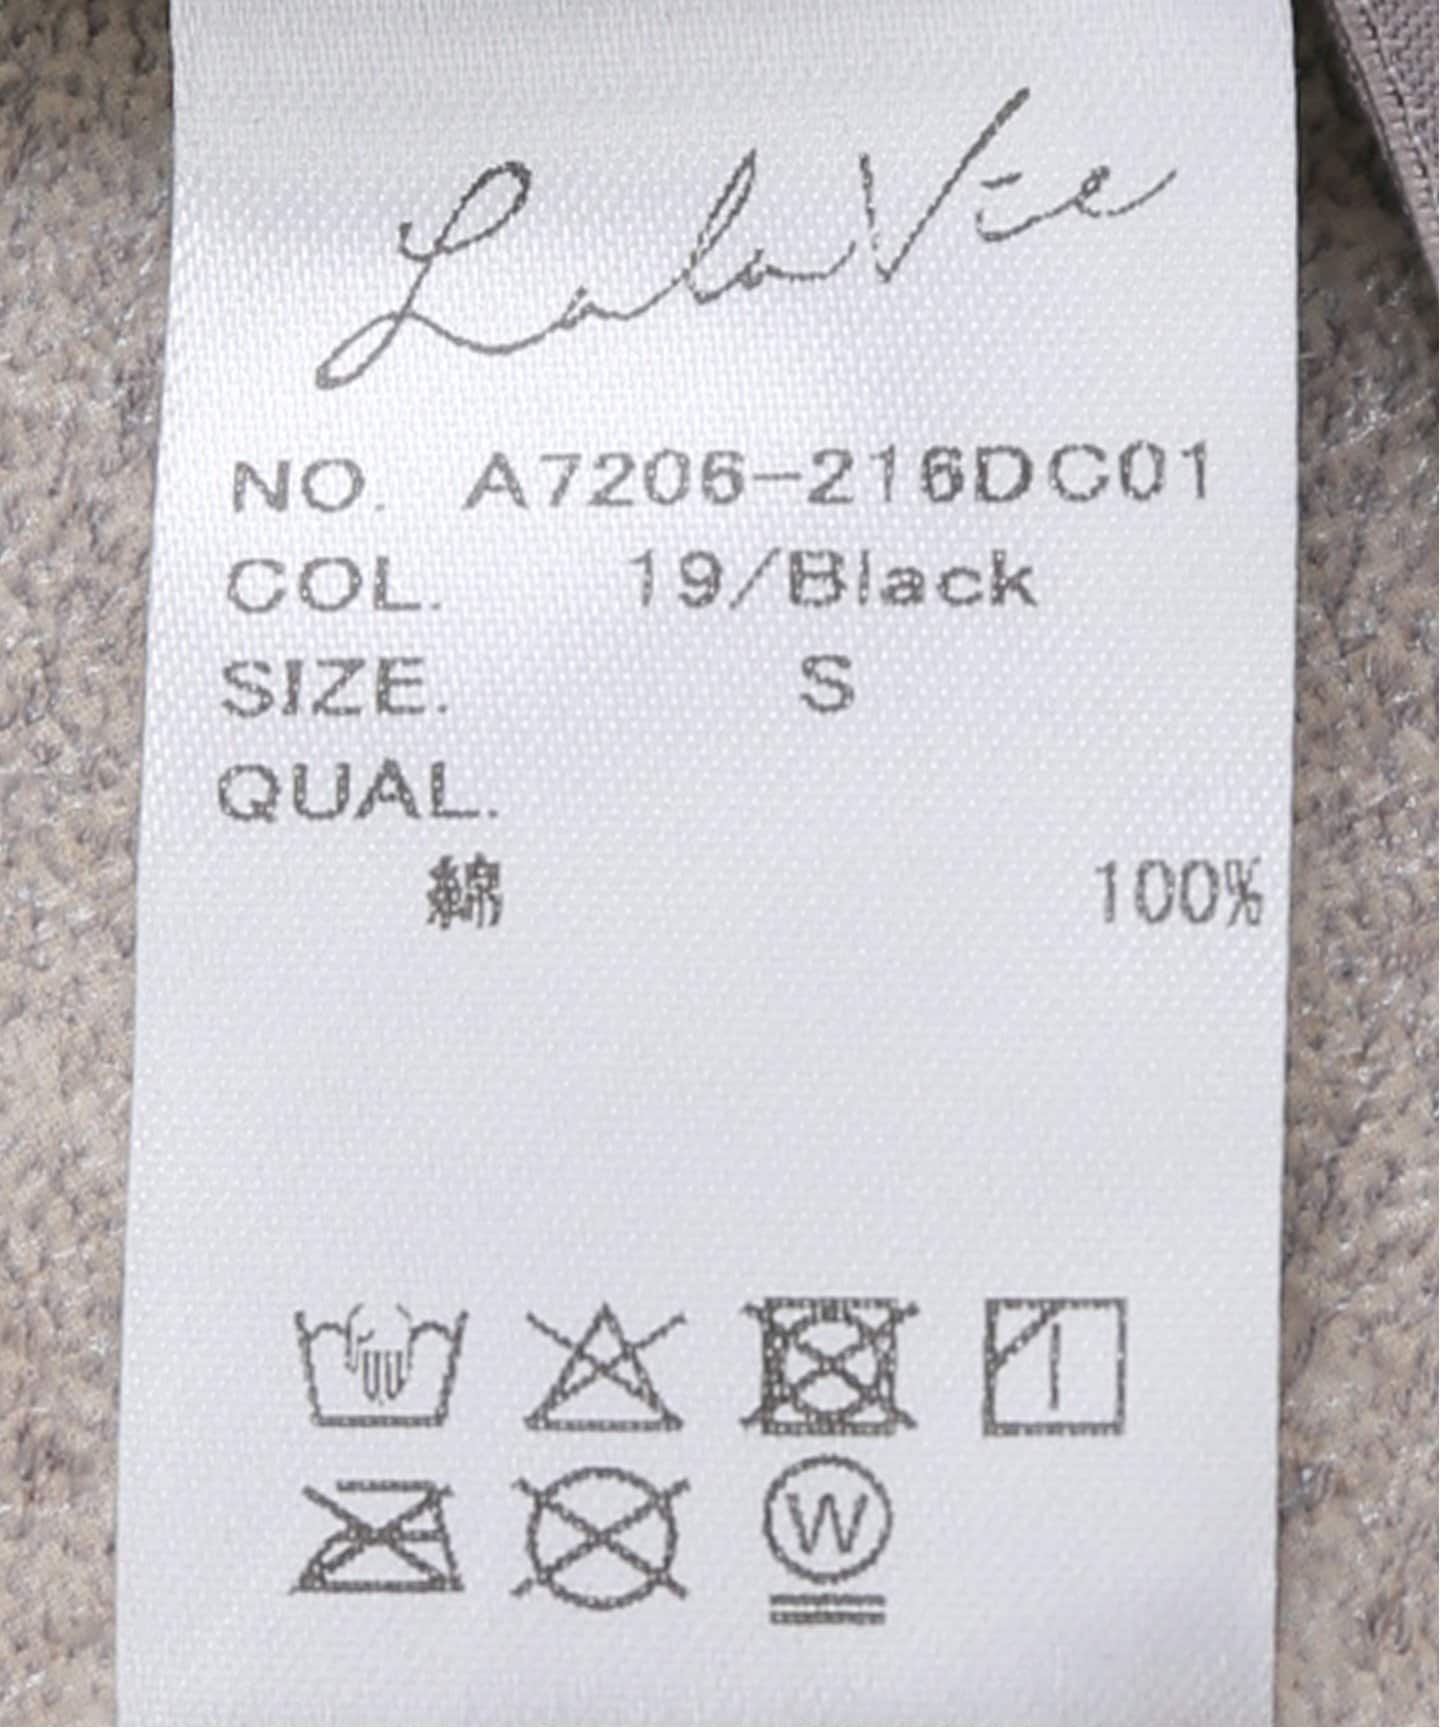 Lala Vie
NO. A7206-216DC01
COL. 19/Black
SIZE. S
QUAL.
綿 100%
W